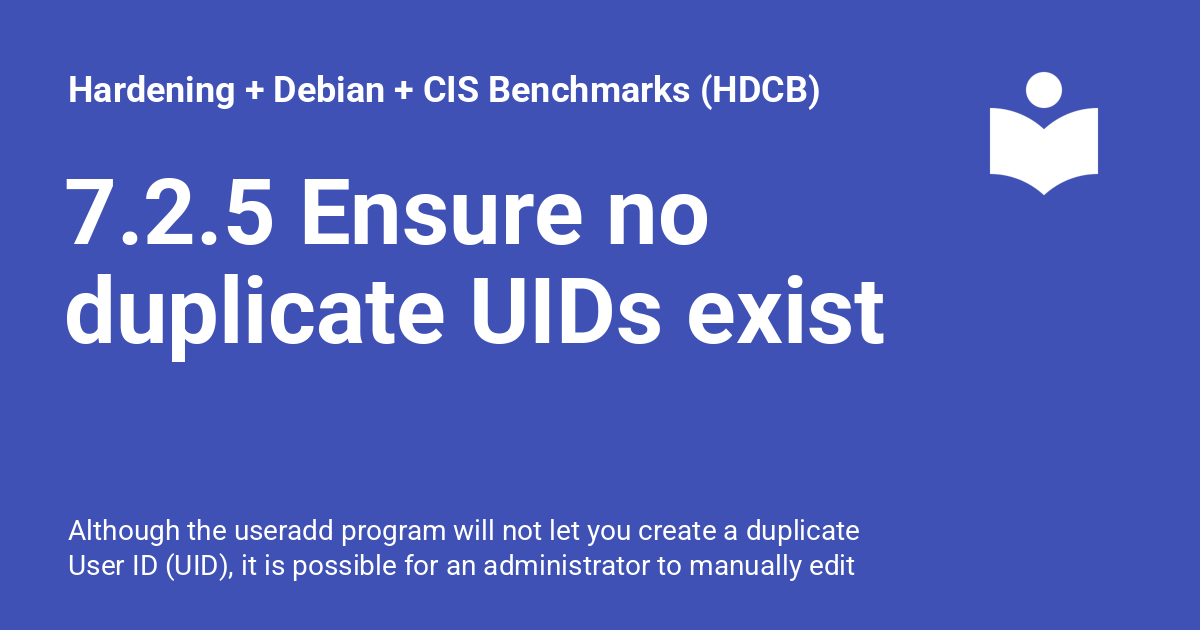 Hardening + Debian + CIS Benchmarks (HDCB)
7.2.5 Ensure no
duplicate UIDs exist
Although the useradd program will not let you create a duplicate
User ID (UID), it is possible for an administrator to manually edit